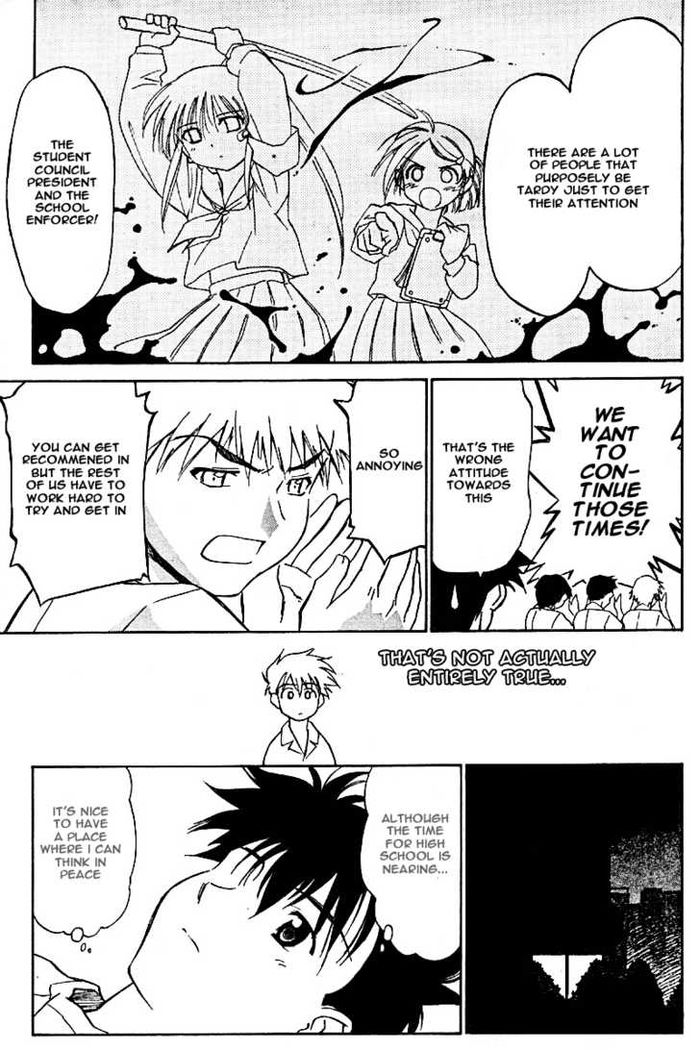 THERE ARE A LOT
OF PEOPLE THAT
PURPOSELY BE
TARDY JUST TO GET
THEIR ATTENTION
THE
STUDENT
COUNCIL
PRESIDENT
AND THE
SCHOOL
ENFORCER!
WE
WANT
TO
CON-
TINUE
THOSE
TIMES!
THAT'S THE
WRONG
ATTITUDE
TOWARDS
THIS
SO
ANNOYING
YOU CAN GET
RECOMMENED IN
BUT THE REST
OF US HAVE TO
WORK HARD TO
TRY AND GET IN
THAT'S NOT ACTUALLY
ENTIRELY TRUE...
ALTHOUGH
THE TIME
FOR HIGH
SCHOOL IS
NEARING...
IT'S NICE
TO HAVE
A PLACE
WHERE I CAN
THINK IN
PEACE